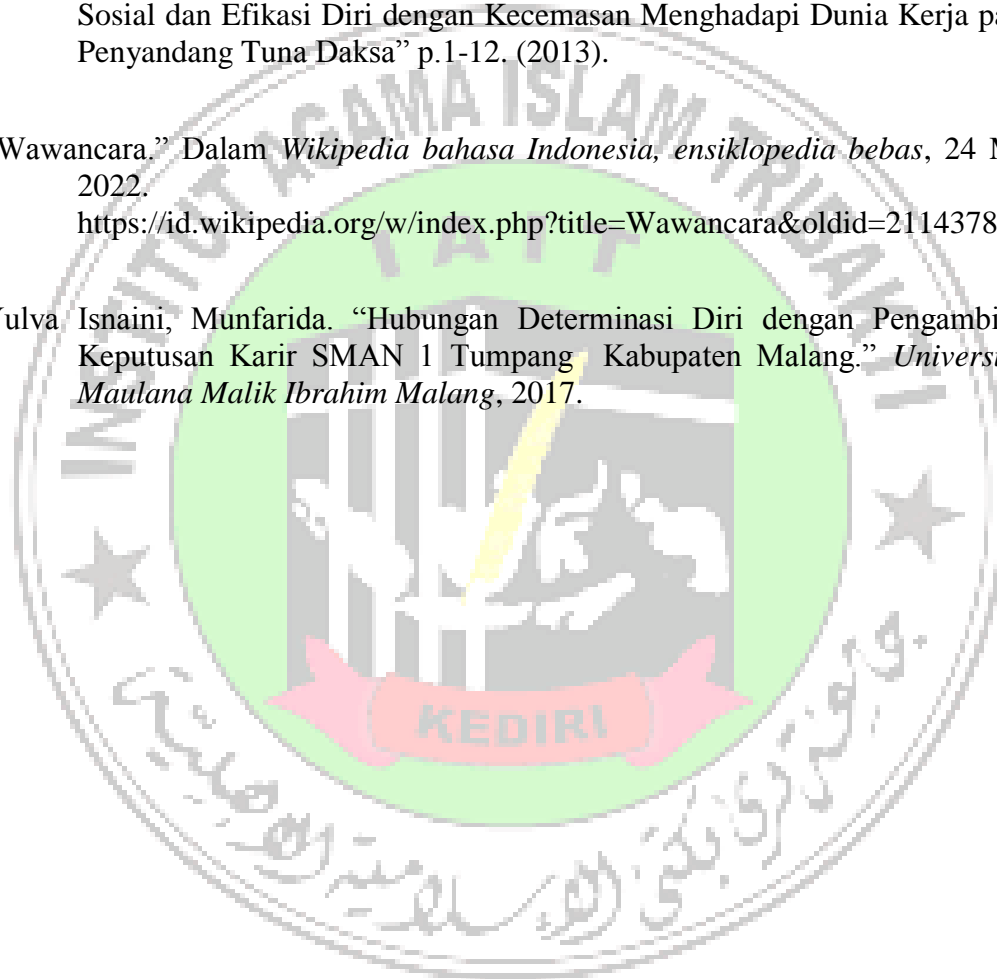 Sosial dan Efikasi Diri dengan Kecemasan Menghadapi Dunia Kerja pa
Penyandang Tuna Daksa” p.1-12. (2013).
Wawancara.” Dalam Wikipedia bahasa Indonesia, ensiklopedia bebas, 24 M
2022.
https://id.wikipedia.org/w/index.php?title=Wawancara&oldid=2114378
Yulva Isnaini, Munfarida. “Hubungan Determinasi Diri dengan Pengambi
Keputusan Karir SMAN 1 Tumpang Kabupaten Malang.” Universi
Maulana Malik Ibrahim Malang, 2017.
INSTITUT AGAMA ISLAM TRIBAKTI
IAIT
KEDIRI